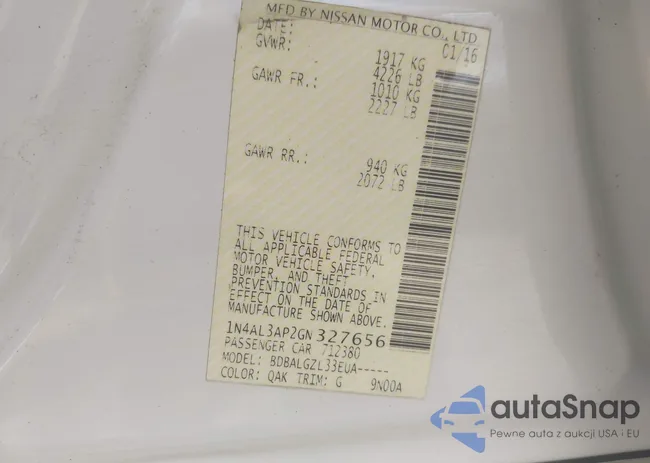 MFD BY NISSAN MOTOR CO., LTD
DATE: 01/16
GVWR: 1917 KG
4226 LB
GAWR FR.: 1010 KG
2227 LB
GAWR RR.: 940 KG
2072 LB
THIS VEHICLE CONFORMS TO
ALL APPLICABLE FEDERAL
MOTOR VEHICLE SAFETY,
BUMPER, AND THEFT
PREVENTION STANDARDS IN
EFFECT ON THE DATE OF
MANUFACTURE SHOWN ABOVE.
1N4AL3AP2GN327656
PASSENGER CAR 712380
MODEL: BDBALGZL33EUA-----
COLOR: QAK TRIM: G 9N00A
autaSnap
Pewne auta z aukcji USA i EU